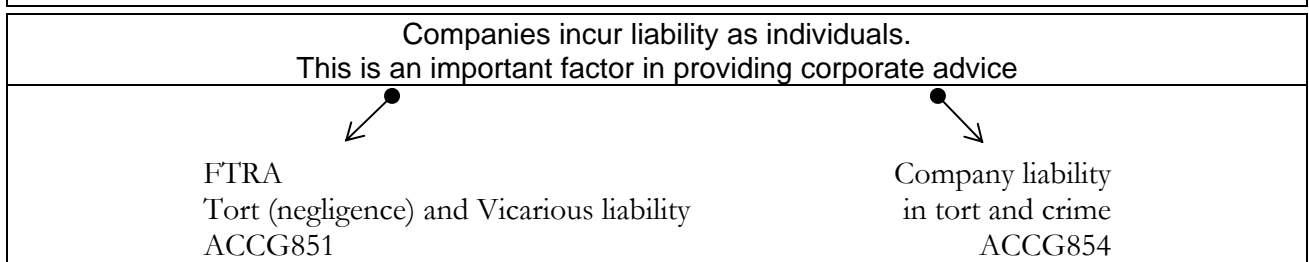 Companies incur liability as individuals.
This is an important factor in providing corporate advice
FTRA
Tort (negligence) and Vicarious liability
ACCG851
Company liability
in tort and crime
ACCG854